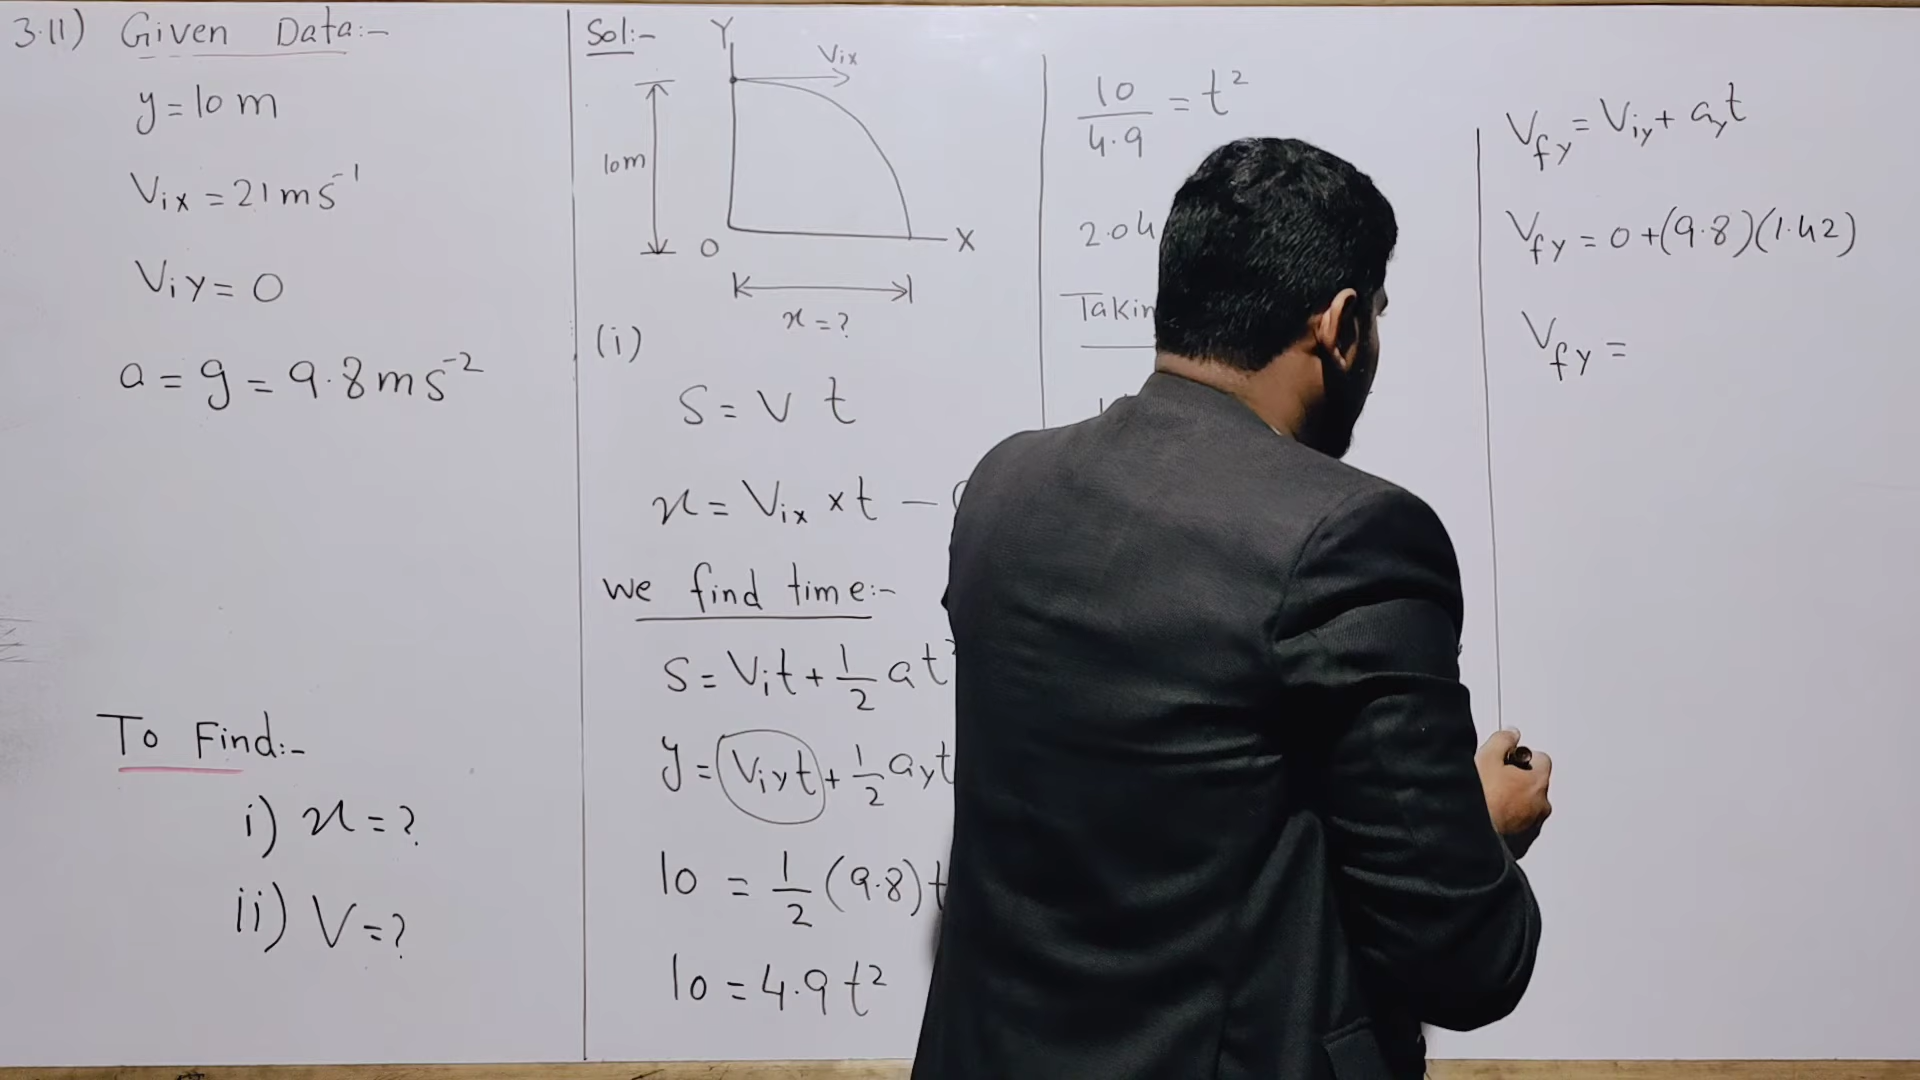 3.11) Given Data:-
y = 10 m
Vix = 21 ms⁻¹
Viy = 0
a = g = 9.8 ms⁻²
To Find:-
i) x = ?
ii) V = ?
Sol:-
Y
Vix
10m
O
X
x = ?
(i)
S = V t
x = Vix × t —
we find time:-
S = Vit + 1/2 at
y = Viyt + 1/2 ayt
10 = 1/2 (9.8) t
10 = 4.9 t²
10/4.9 = t²
2.04
Vfy = Viy + ayt
Vfy = 0 + (9.8)(1.42)
Vfy =